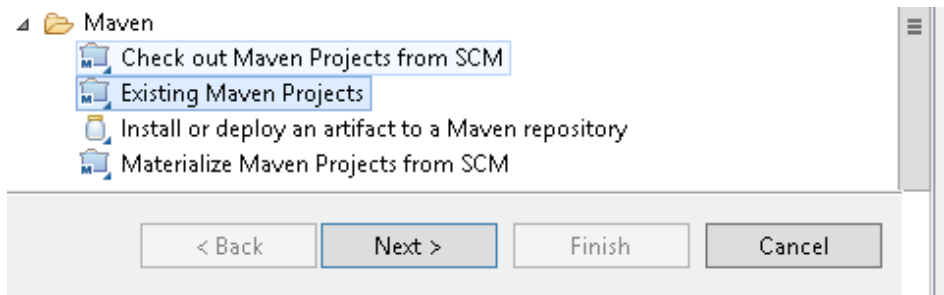 Maven
Check out Maven Projects from SCM
Existing Maven Projects
Install or deploy an artifact to a Maven repository
Materialize Maven Projects from SCM
< Back Next > Finish Cancel